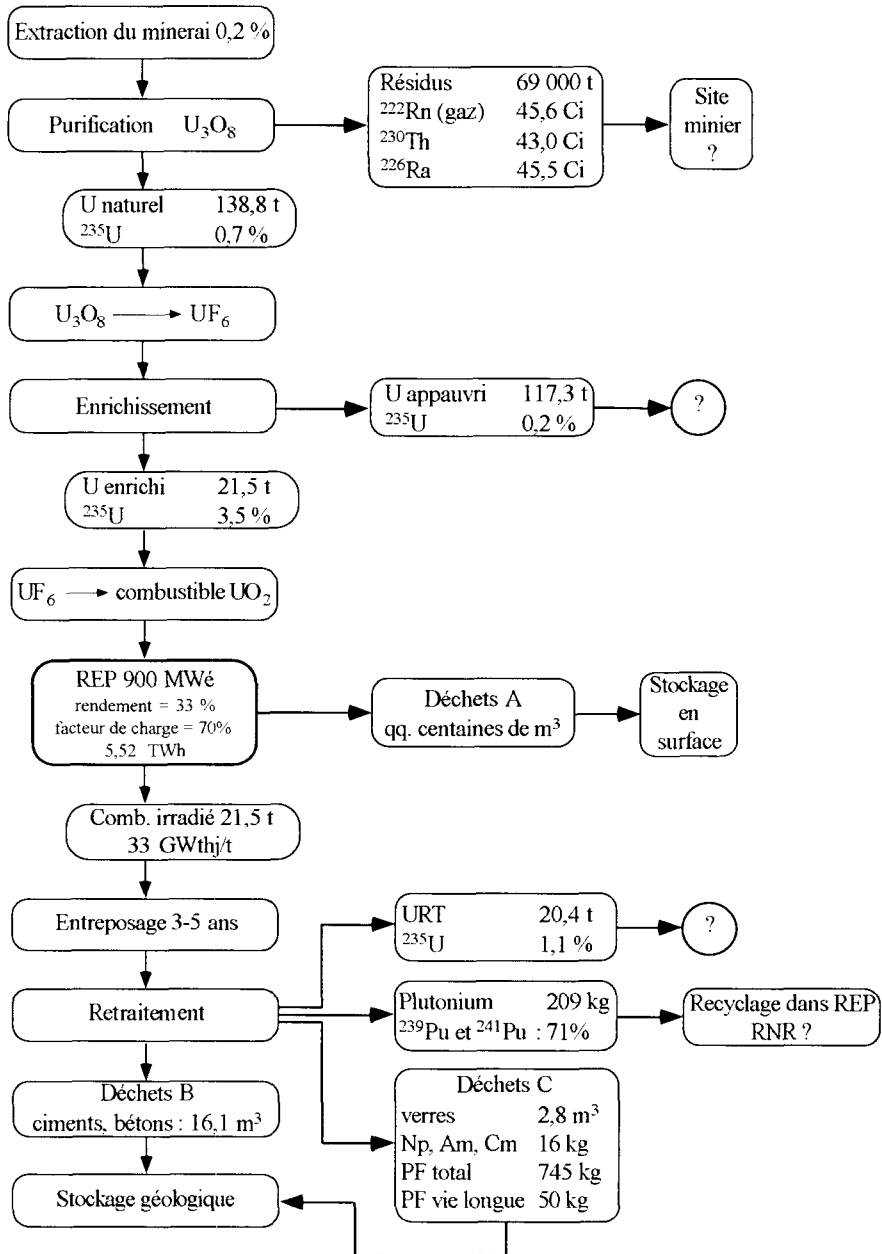 Extraction du minerai 0,2 %
Purification U₃O₈
Résidus 69 000 t
²²²Rn (gaz) 45,6 Ci
²³⁰Th 43,0 Ci
²²⁶Ra 45,5 Ci
Site
minier
?
U naturel 138,8 t
²³⁵U 0,7 %
U₃O₈ → UF₆
Enrichissement
U appauvri 117,3 t
²³⁵U 0,2 %
?
U enrichi 21,5 t
²³⁵U 3,5 %
UF₆ → combustible UO₂
REP 900 MWé
rendement = 33 %
facteur de charge = 70%
5,52 TWh
Déchets A
qq. centaines de m³
Stockage
en
surface
Comb. irradié 21,5 t
33 GWthj/t
Entreposage 3-5 ans
URT 20,4 t
²³⁵U 1,1 %
?
Retraitement
Plutonium 209 kg
²³⁹Pu et ²⁴¹Pu : 71%
Recyclage dans REP
RNR ?
Déchets B
ciments, bétons : 16,1 m³
Déchets C
verres 2,8 m³
Np, Am, Cm 16 kg
PF total 745 kg
PF vie longue 50 kg
Stockage géologique